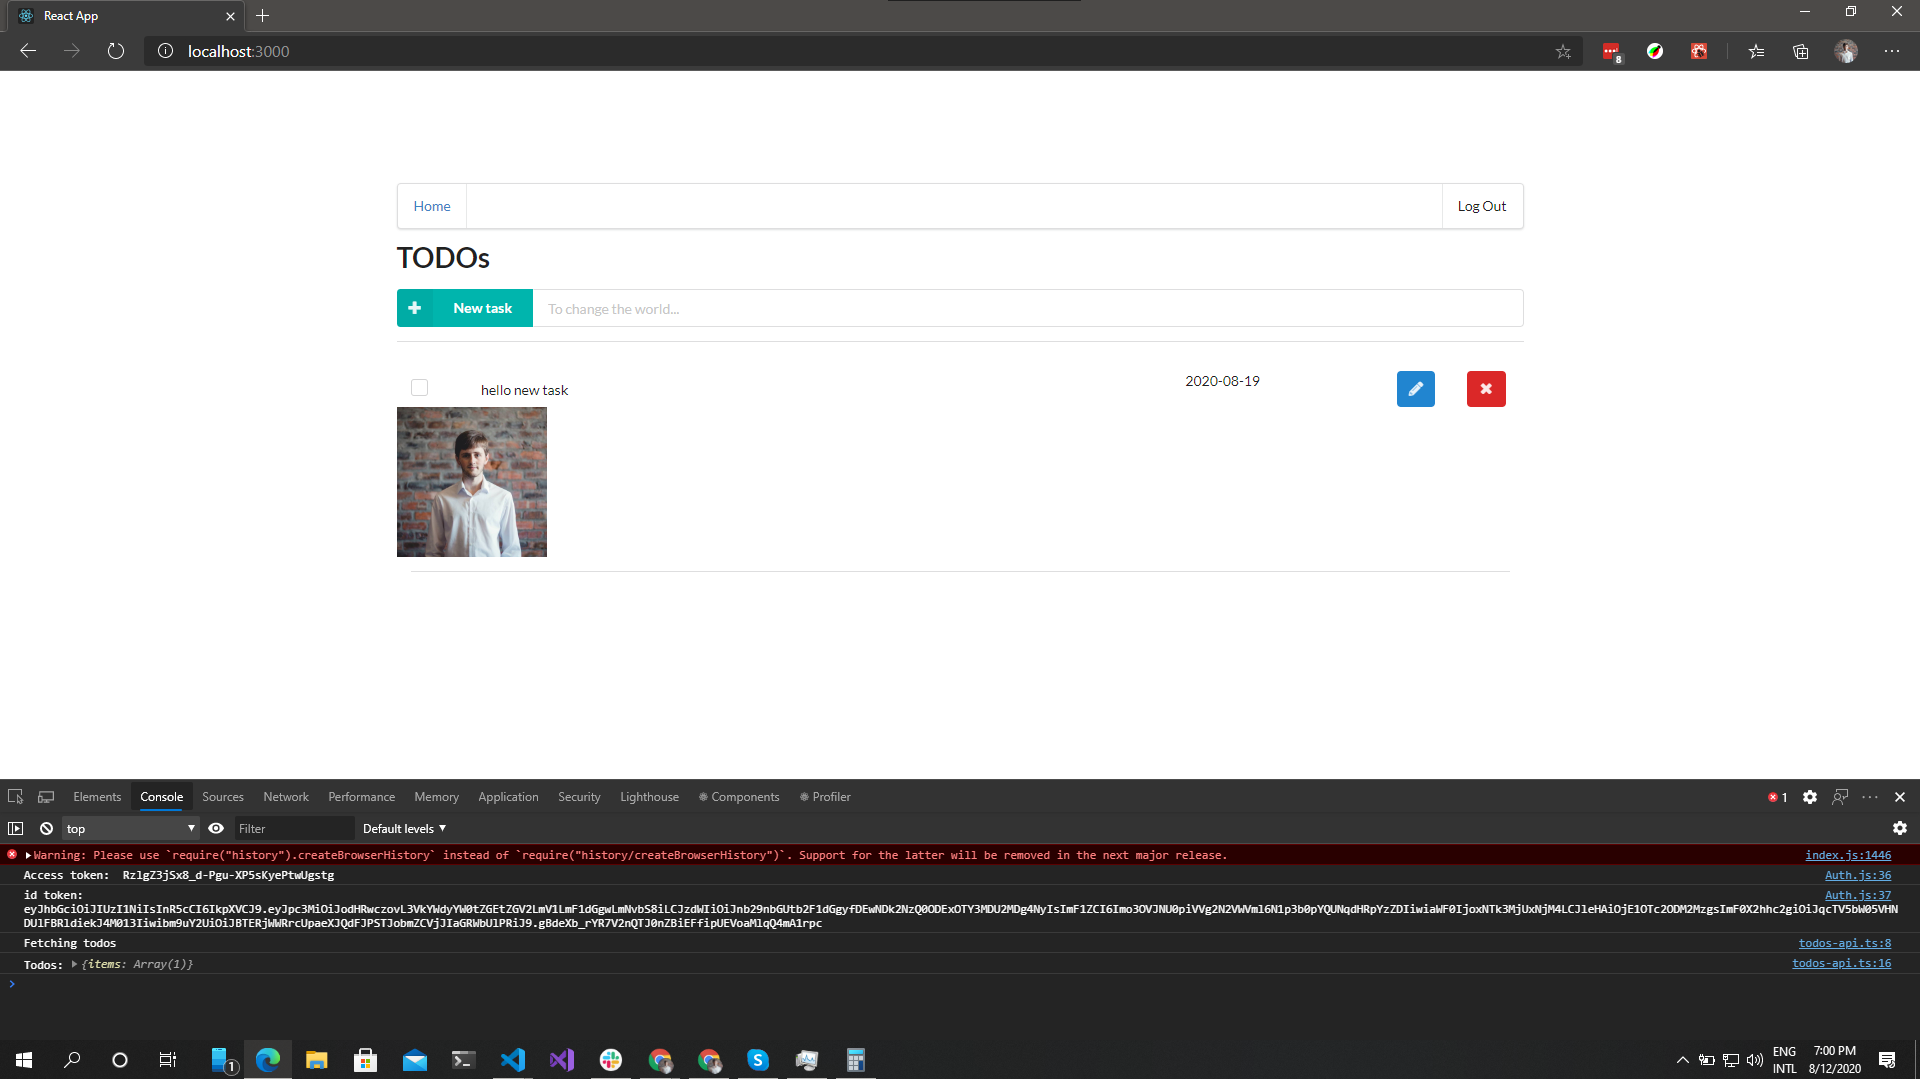 React App
localhost:3000
8
Home
Log Out
TODOs
New task
To change the world...
hello new task
2020-08-19
Elements Console Sources Network Performance Memory Application Security Lighthouse Components Profiler
1
top
Filter
Default levels
Warning: Please use `require("history").createBrowserHistory` instead of `require("history/createBrowserHistory")`. Support for the latter will be removed in the next major release.
index.js:1446
Access token: RzlgZ3jSx8_d-Pgu-XP5sKyePtwUgstg
Auth.js:36
id token:
Auth.js:37
Fetching todos
todos-api.ts:8
Todos: {items: Array(1)}
todos-api.ts:16
1
ENG
INTL
7:00 PM
8/12/2020